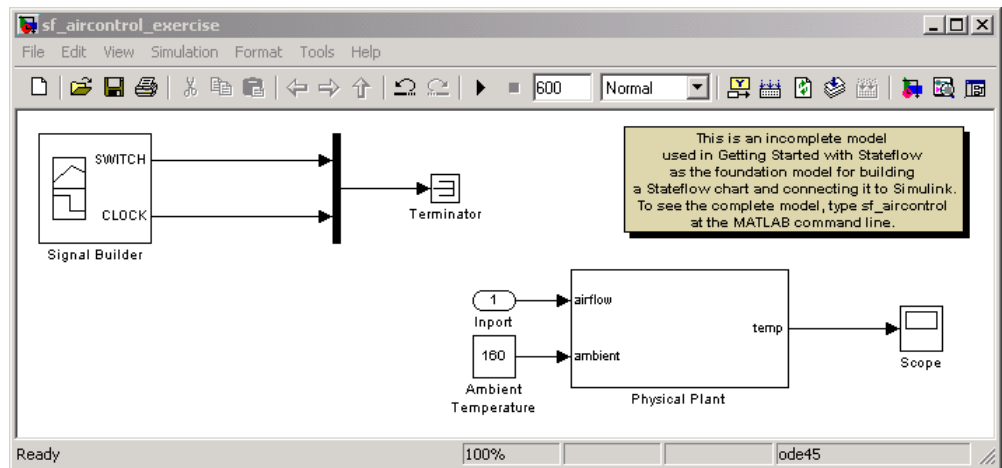 sf_aircontrol_exercise
File Edit View Simulation Format Tools Help
600 Normal
SWITCH
CLOCK
Signal Builder
Terminator
This is an incomplete model
used in Getting Started with Stateflow
as the foundation model for building
a Stateflow chart and connecting it to Simulink.
To see the complete model, type sf_aircontrol
at the MATLAB command line.
1
Inport
airflow
temp
160
ambient
Ambient
Temperature
Physical Plant
Scope
Ready 100% ode45